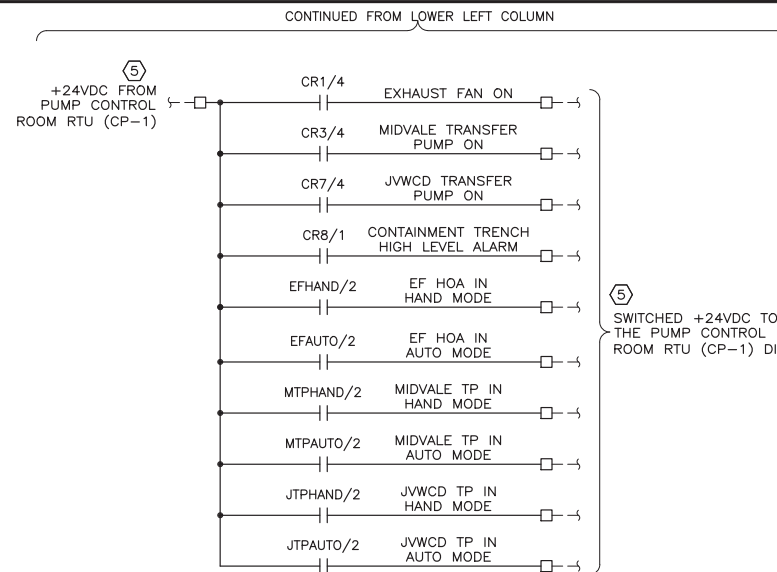 CONTINUED FROM LOWER LEFT COLUMN
5
+24VDC FROM
PUMP CONTROL
ROOM RTU (CP-1)
CR1/4
EXHAUST FAN ON
CR3/4
MIDVALE TRANSFER
PUMP ON
CR7/4
JVWCD TRANSFER
PUMP ON
CR8/1
CONTAINMENT TRENCH
HIGH LEVEL ALARM
EFHAND/2
EF HOA IN
HAND MODE
EFAUTO/2
EF HOA IN
AUTO MODE
MTPHAND/2
MIDVALE TP IN
HAND MODE
MTPAUTO/2
MIDVALE TP IN
AUTO MODE
JTPHAND/2
JVWCD TP IN
HAND MODE
JTPAUTO/2
JVWCD TP IN
AUTO MODE
5
SWITCHED +24VDC TO
THE PUMP CONTROL
ROOM RTU (CP-1) DI